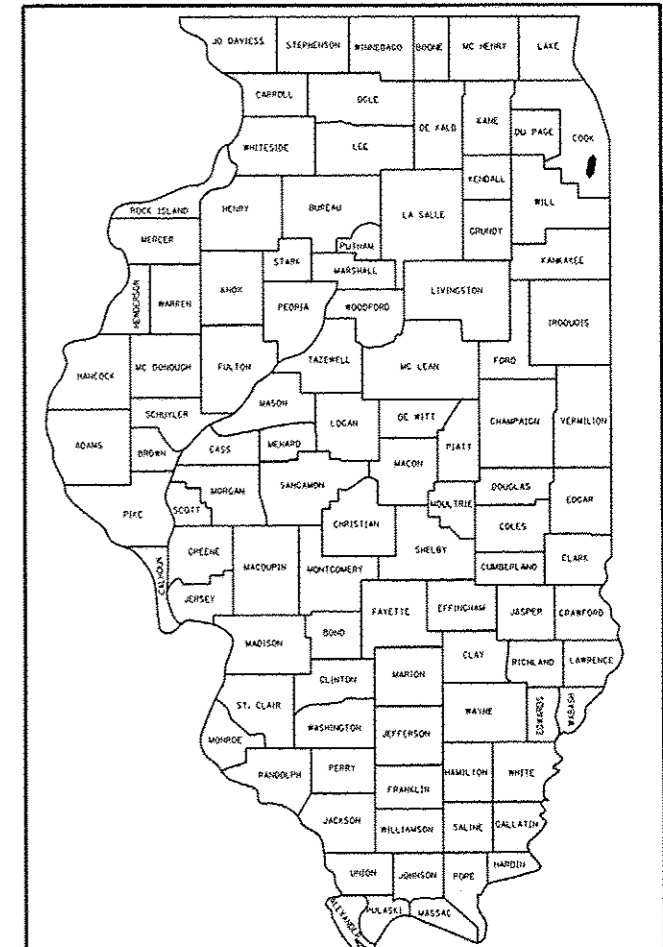 JO DAVIESS STEPHENSON WINNEBAGO BOONE MC HENRY LAKE
CARROLL OGLE DE KALB KANE DU PAGE COOK
WHITESIDE LEE
KENDALL WILL
ROCK ISLAND HENRY BUREAU LA SALLE GRUNDY
MERCER PUTNAM
STARK MARSHALL KANKAKEE
HENDERSON WARREN KNOX PEORIA WOODFORD LIVINGSTON IROQUOIS
HANCOCK MC DONOUGH FULTON TAZEWELL MC LEAN FORD
MASON
SCHUYLER LOGAN DE WITT CHAMPAIGN VERMILION
ADAMS BROWN CASS MENARD PIATT
MACON
PIKE SCOTT MORGAN SANGAMON MOULTRIE DOUGLAS EDGAR
CHRISTIAN COLES
CALHOUN GREENE MACOUPIN MONTGOMERY SHELBY CUMBERLAND CLARK
JERSEY
FAYETTE EFFINGHAM JASPER CRAWFORD
MADISON BOND
CLAY RICHLAND LAWRENCE
CLINTON MARION
ST. CLAIR WAYNE EDWARDS WABASH
MONROE WASHINGTON JEFFERSON
RANDOLPH PERRY HAMILTON WHITE
FRANKLIN
JACKSON WILLIAMSON SALINE GALLATIN
UNION JOHNSON POPE HARDIN
ALEXANDER PULASKI MASSAC